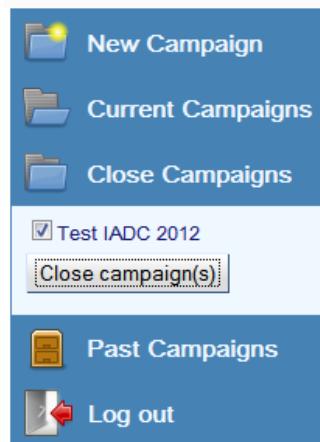 New Campaign
Current Campaigns
Close Campaigns
Test IADC 2012
Close campaign(s)
Past Campaigns
Log out